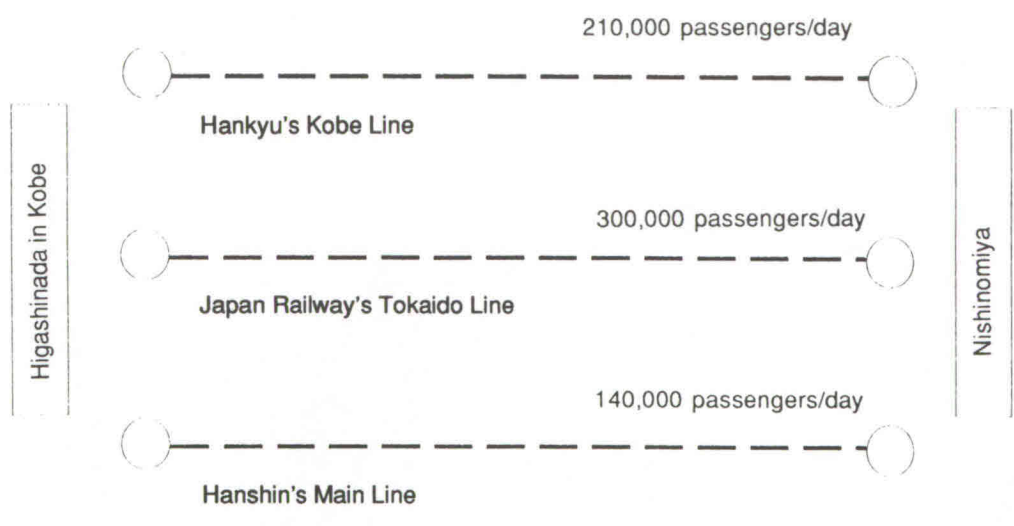 210,000 passengers/day
Hankyu's Kobe Line
Higashinada in Kobe
300,000 passengers/day
Japan Railway's Tokaido Line
Nishinomiya
140,000 passengers/day
Hanshin's Main Line